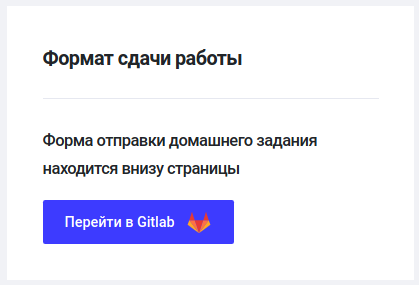 Формат сдачи работы
Форма отправки домашнего задания
находится внизу страницы
Перейти в Gitlab